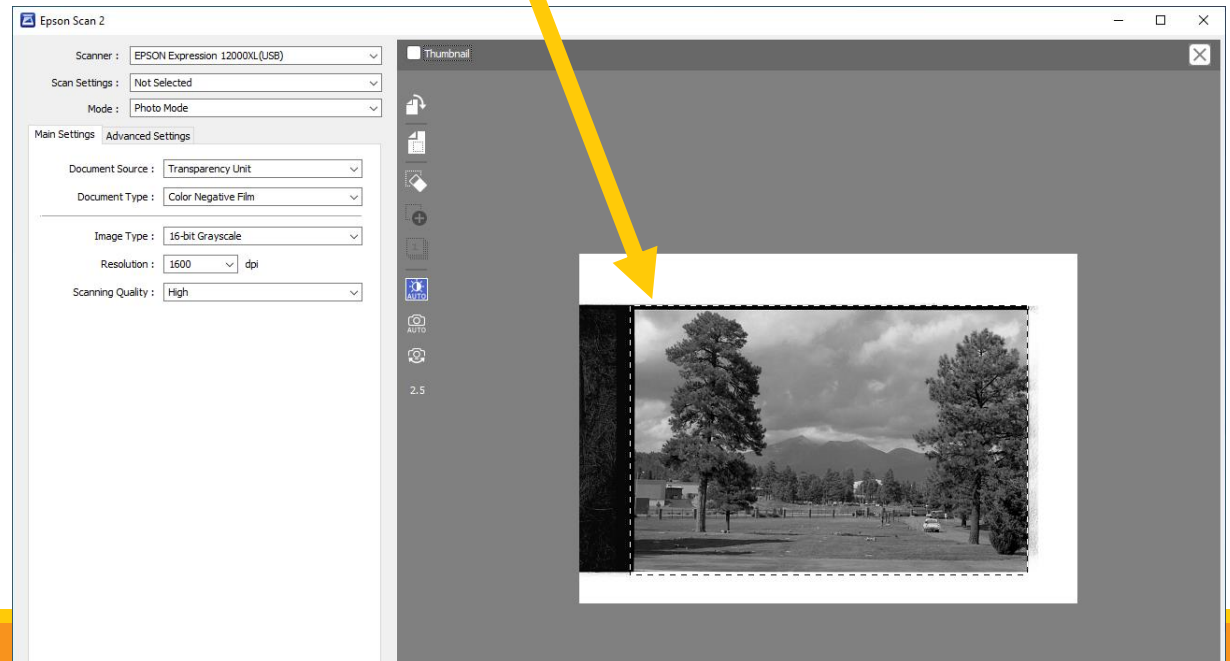 Epson Scan 2
Scanner : EPSON Expression 12000XL(USB)
Scan Settings : Not Selected
Mode : Photo Mode
Main Settings Advanced Settings
Document Source : Transparency Unit
Document Type : Color Negative Film
Image Type : 16-bit Grayscale
Resolution : 1600 dpi
Scanning Quality : High
Thumbnail
1
AUTO
AUTO
2.5